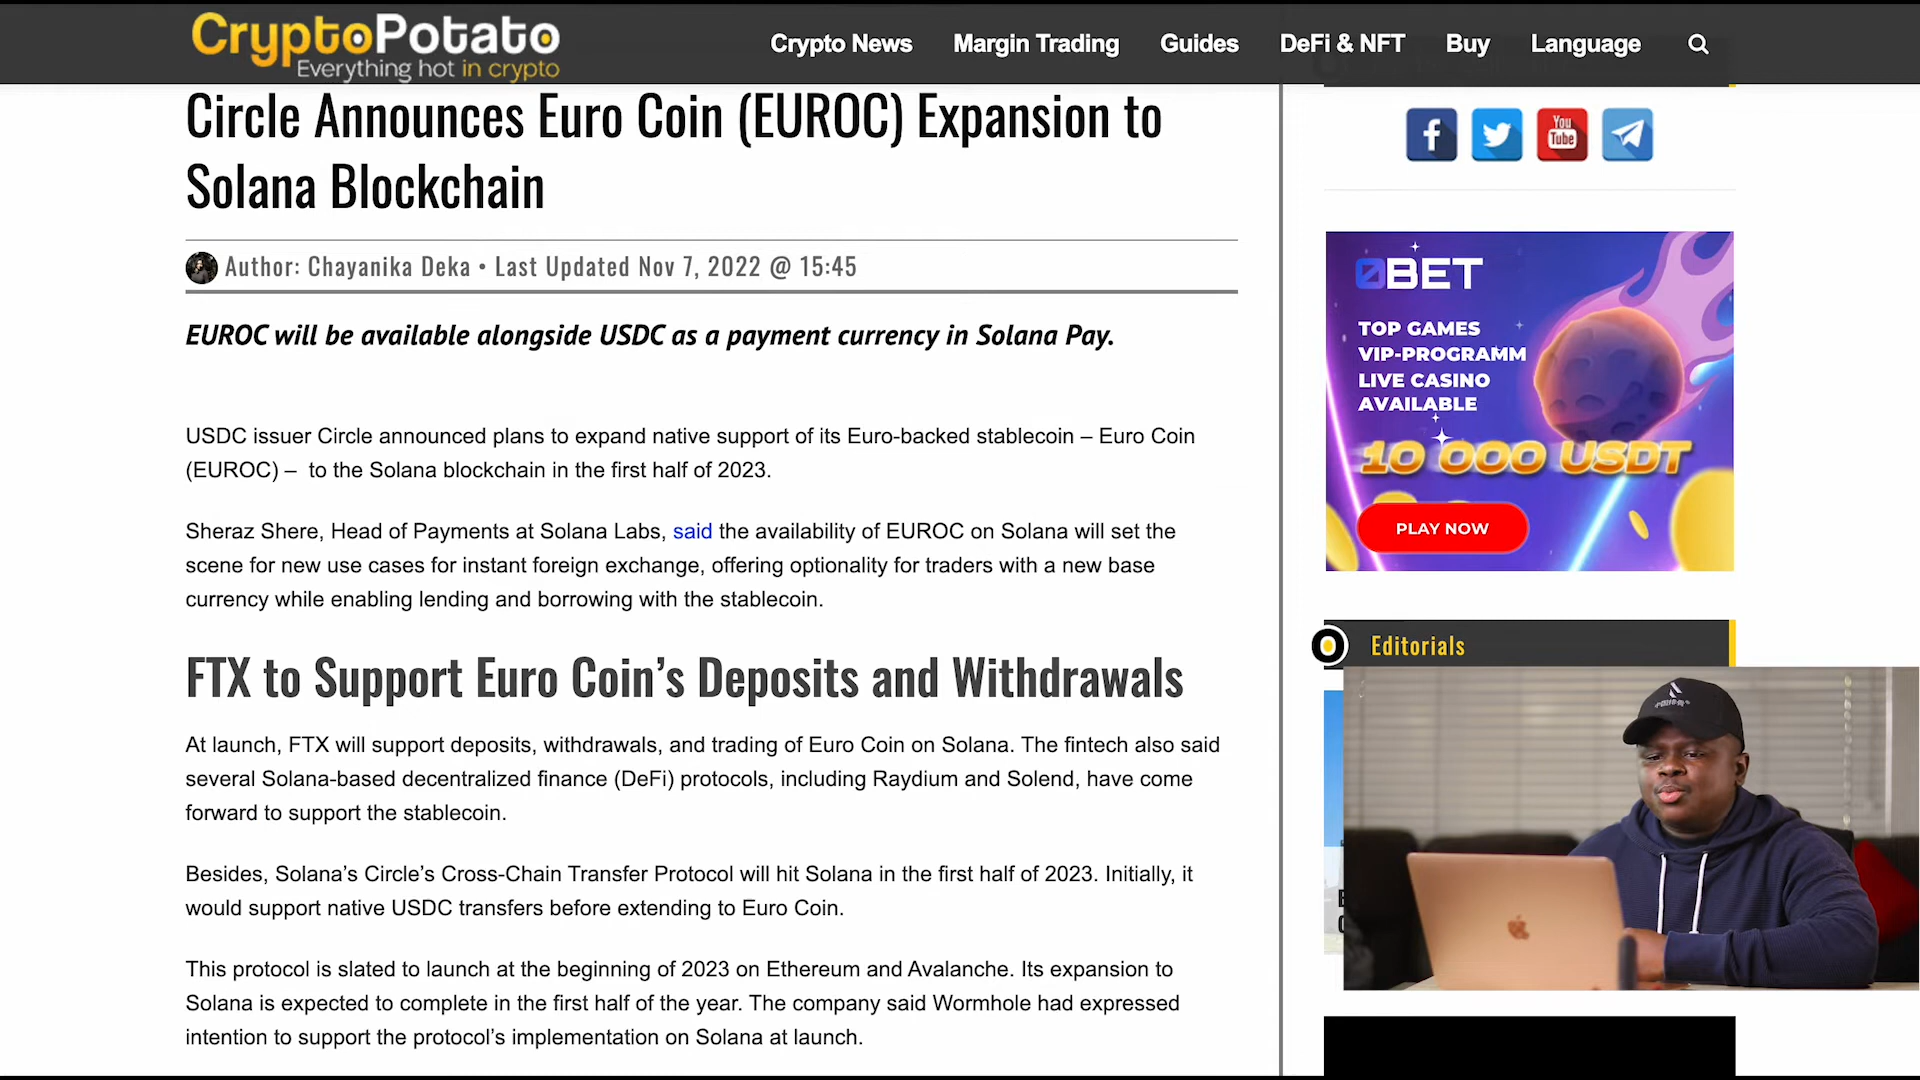 CryptoPotato
Everything hot in crypto
Crypto News
Margin Trading
Guides
DeFi & NFT
Buy
Language
Circle Announces Euro Coin (EUROC) Expansion to
Solana Blockchain
Author: Chayanika Deka • Last Updated Nov 7, 2022 @ 15:45
EUROC will be available alongside USDC as a payment currency in Solana Pay.
USDC issuer Circle announced plans to expand native support of its Euro-backed stablecoin – Euro Coin
(EUROC) –  to the Solana blockchain in the first half of 2023.
Sheraz Shere, Head of Payments at Solana Labs, said the availability of EUROC on Solana will set the
scene for new use cases for instant foreign exchange, offering optionality for traders with a new base
currency while enabling lending and borrowing with the stablecoin.
FTX to Support Euro Coin’s Deposits and Withdrawals
At launch, FTX will support deposits, withdrawals, and trading of Euro Coin on Solana. The fintech also said
several Solana-based decentralized finance (DeFi) protocols, including Raydium and Solend, have come
forward to support the stablecoin.
Besides, Solana’s Circle’s Cross-Chain Transfer Protocol will hit Solana in the first half of 2023. Initially, it
would support native USDC transfers before extending to Euro Coin.
This protocol is slated to launch at the beginning of 2023 on Ethereum and Avalanche. Its expansion to
Solana is expected to complete in the first half of the year. The company said Wormhole had expressed
intention to support the protocol’s implementation on Solana at launch.
You
Tube
0BET
TOP GAMES
VIP-PROGRAMM
LIVE CASINO
AVAILABLE
10 000 USDT
PLAY NOW
Editorials